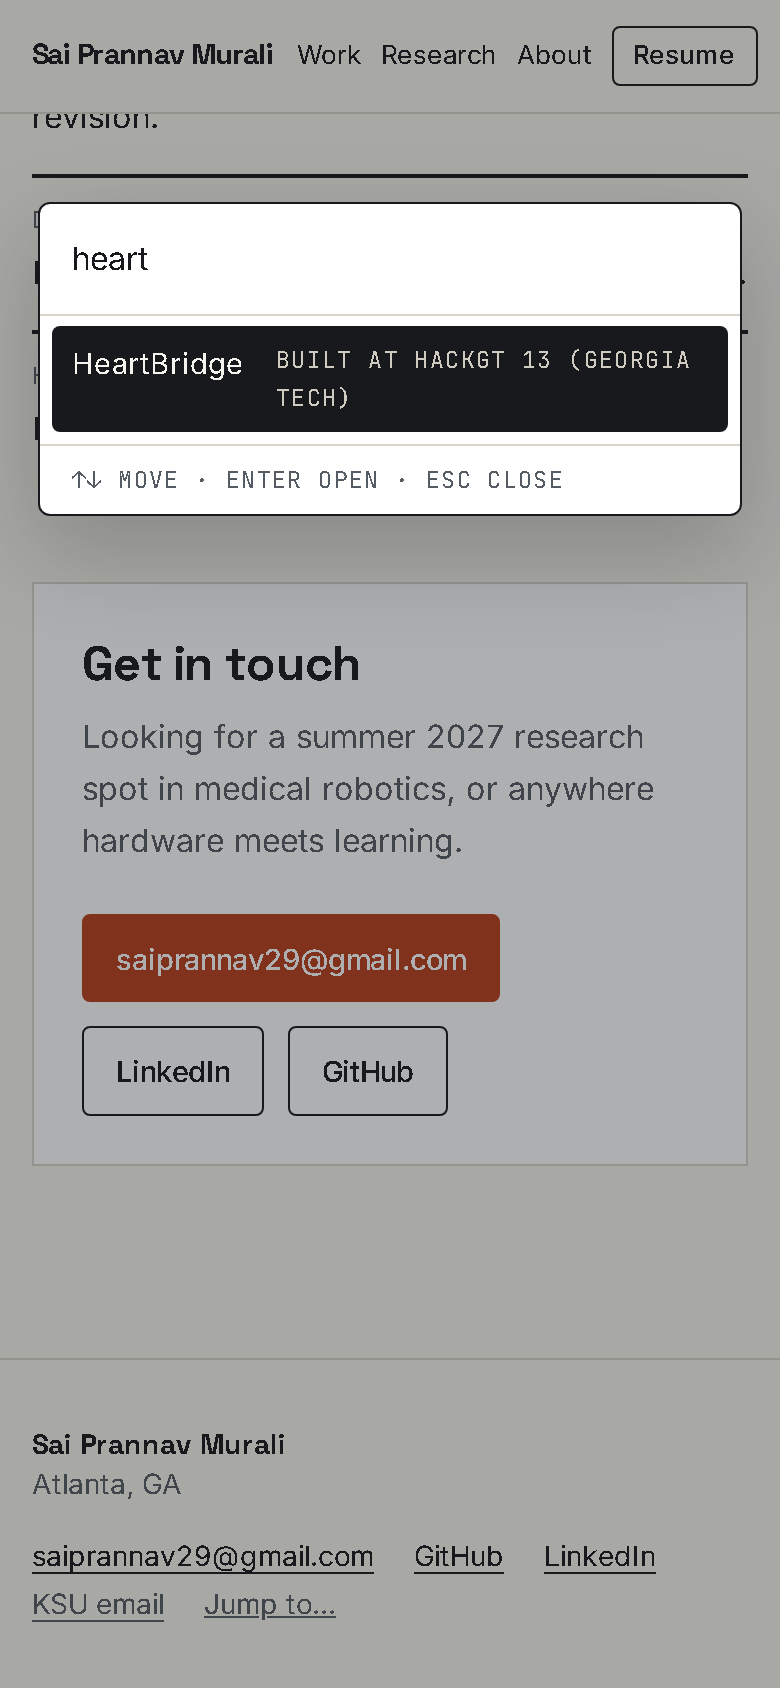 Sai Prannav Murali Work Research About Resume
revision.
heart
HeartBridge BUILT AT HACKGT 13 (GEORGIA
TECH)
↑↓ MOVE · ENTER OPEN · ESC CLOSE
Get in touch
Looking for a summer 2027 research
spot in medical robotics, or anywhere
hardware meets learning.
saiprannav29@gmail.com
LinkedIn GitHub
Sai Prannav Murali
Atlanta, GA
saiprannav29@gmail.com GitHub LinkedIn
KSU email Jump to...